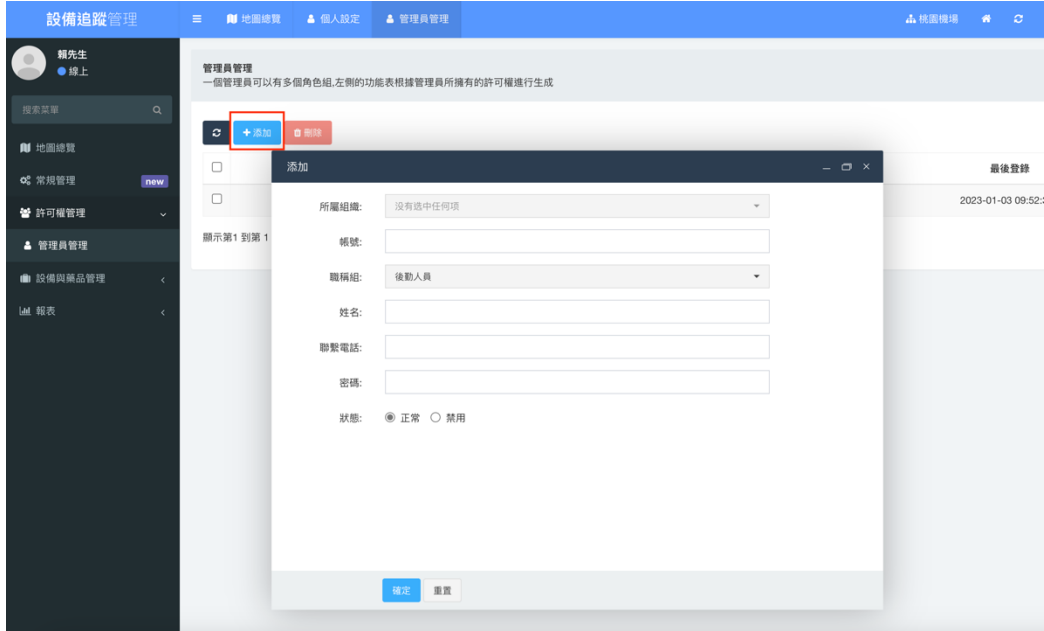 設備追蹤管理
地圖總覽 個人設定 管理員管理 桃園機場
賴先生
線上
搜索菜單
地圖總覽
常規管理 new
許可權管理
管理員管理
設備與藥品管理
報表
管理員管理
一個管理員可以有多個角色組,左側的功能表根據管理員所擁有的許可權進行生成
添加 刪除
最後登錄
2023-01-03 09:52:
顯示第1 到第 1
添加
所屬組織: 没有选中任何项
帳號:
職稱組: 後勤人員
姓名:
聯繫電話:
密碼:
狀態: 正常 禁用
確定 重置